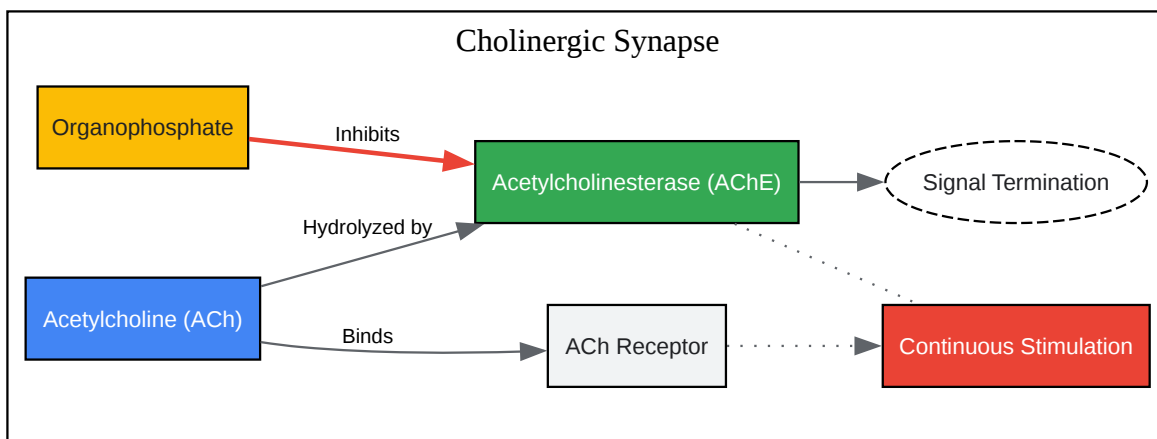 Cholinergic Synapse
Organophosphate
Inhibits
Acetylcholinesterase (AChE)
Signal Termination
Hydrolyzed by
Acetylcholine (ACh)
Binds
ACh Receptor
Continuous Stimulation